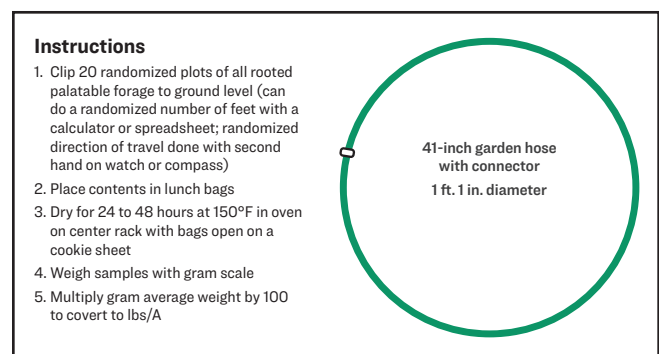 Instructions
1. Clip 20 randomized plots of all rooted
palatable forage to ground level (can
do a randomized number of feet with a
calculator or spreadsheet; randomized
direction of travel done with second
hand on watch or compass)
2. Place contents in lunch bags
3. Dry for 24 to 48 hours at 150°F in oven
on center rack with bags open on a
cookie sheet
4. Weigh samples with gram scale
5. Multiply gram average weight by 100
to covert to lbs/A
41-inch garden hose
with connector
1 ft. 1 in. diameter